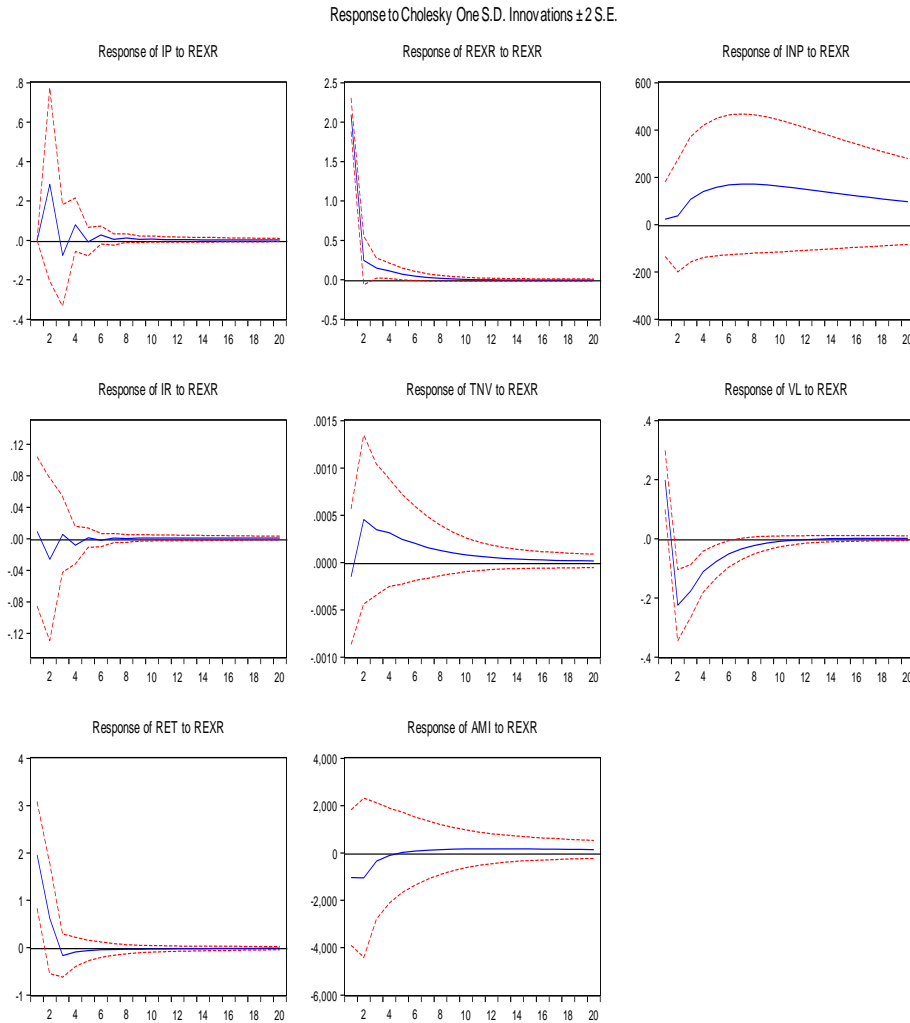 Response to Cholesky One S.D. Innovations ± 2 S.E.
Response of IP to REXR
.8
.6
.4
.2
.0
-.2
-.4
2 4 6 8 10 12 14 16 18 20
Response of REXR to REXR
2.5
2.0
1.5
1.0
0.5
0.0
-0.5
2 4 6 8 10 12 14 16 18 20
Response of INP to REXR
600
400
200
0
-200
-400
2 4 6 8 10 12 14 16 18 20
Response of IR to REXR
.12
.08
.04
.00
-.04
-.08
-.12
2 4 6 8 10 12 14 16 18 20
Response of TNV to REXR
.0015
.0010
.0005
.0000
-.0005
-.0010
2 4 6 8 10 12 14 16 18 20
Response of VL to REXR
.4
.2
.0
-.2
-.4
2 4 6 8 10 12 14 16 18 20
Response of RET to REXR
4
3
2
1
0
-1
2 4 6 8 10 12 14 16 18 20
Response of AMI to REXR
4,000
2,000
0
-2,000
-4,000
-6,000
2 4 6 8 10 12 14 16 18 20